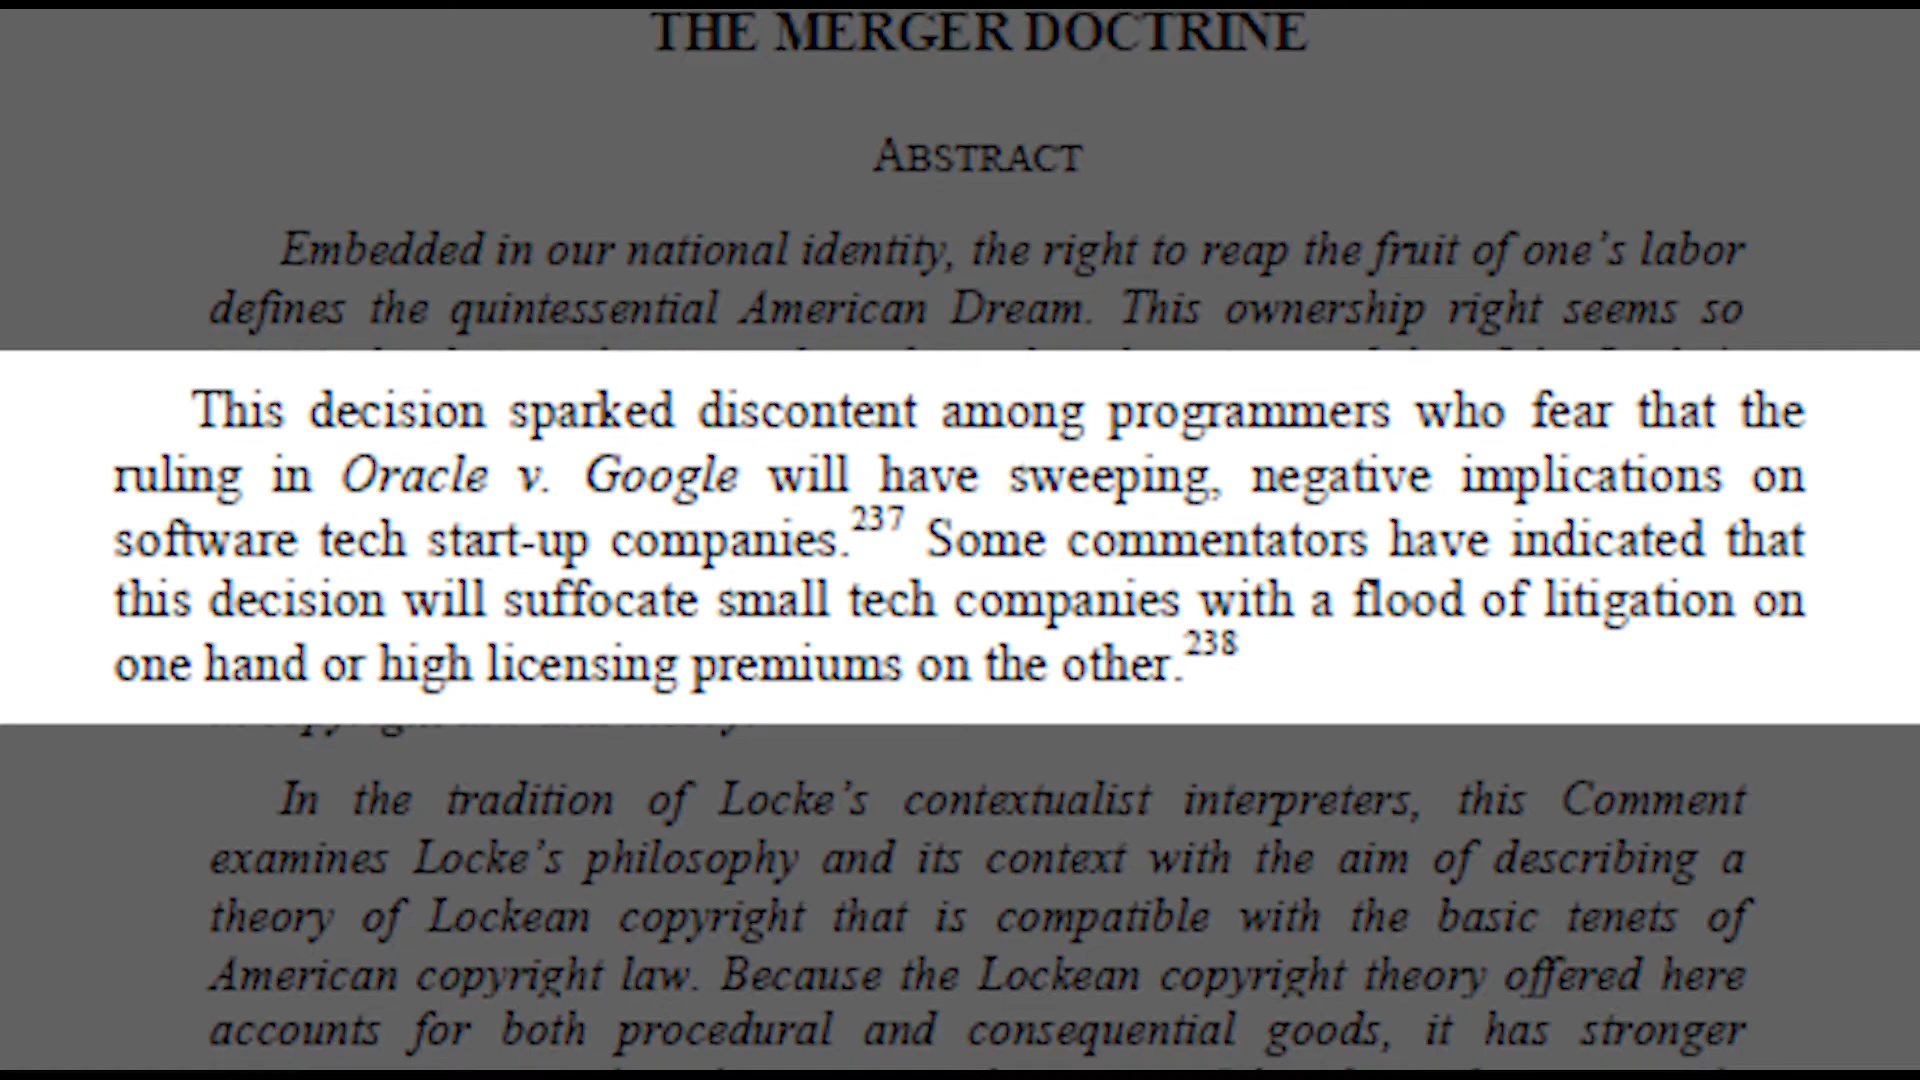 THE MERGER DOCTRINE
ABSTRACT
Embedded in our national identity, the right to reap the fruit of one's labor
defines the quintessential American Dream. This ownership right seems so
This decision sparked discontent among programmers who fear that the
ruling in Oracle v. Google will have sweeping, negative implications on
software tech start-up companies.237 Some commentators have indicated that
this decision will suffocate small tech companies with a flood of litigation on
one hand or high licensing premiums on the other.238
In the tradition of Locke's contextualist interpreters, this Comment
examines Locke's philosophy and its context with the aim of describing a
theory of Lockean copyright that is compatible with the basic tenets of
American copyright law. Because the Lockean copyright theory offered here
accounts for both procedural and consequential goods, it has stronger